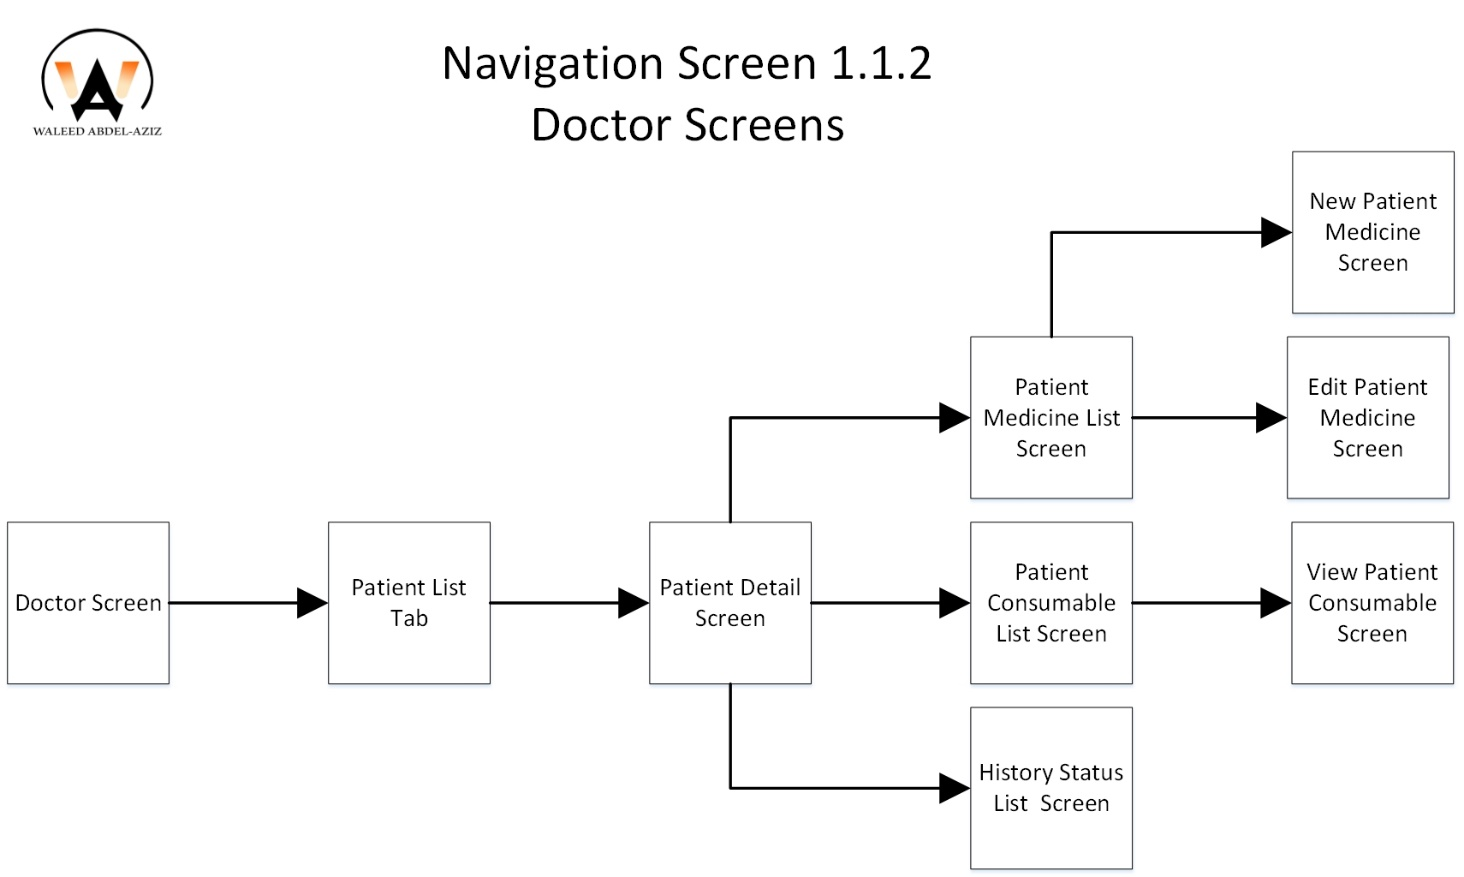 WALEED ABDEL-AZIZ
Navigation Screen 1.1.2
Doctor Screens
New Patient
Medicine
Screen
Patient
Medicine List
Screen
Edit Patient
Medicine
Screen
Doctor Screen
Patient List
Tab
Patient Detail
Screen
Patient
Consumable
List Screen
View Patient
Consumable
Screen
History Status
List Screen